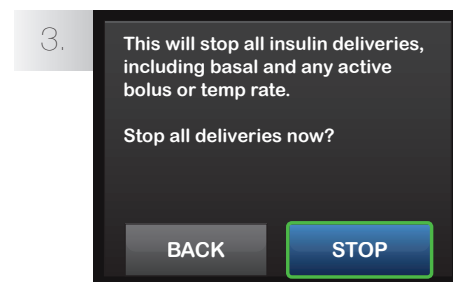 3.
This will stop all insulin deliveries,
including basal and any active
bolus or temp rate.
Stop all deliveries now?
BACK
STOP